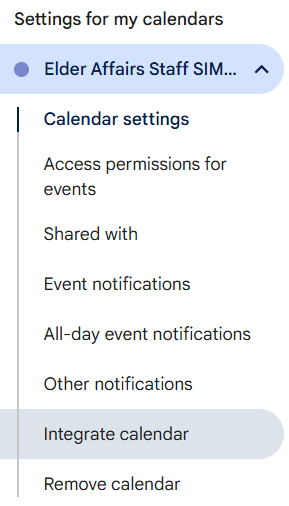 Settings for my calendars
Elder Affairs Staff SIM...
Calendar settings
Access permissions for
events
Shared with
Event notifications
All-day event notifications
Other notifications
Integrate calendar
Remove calendar